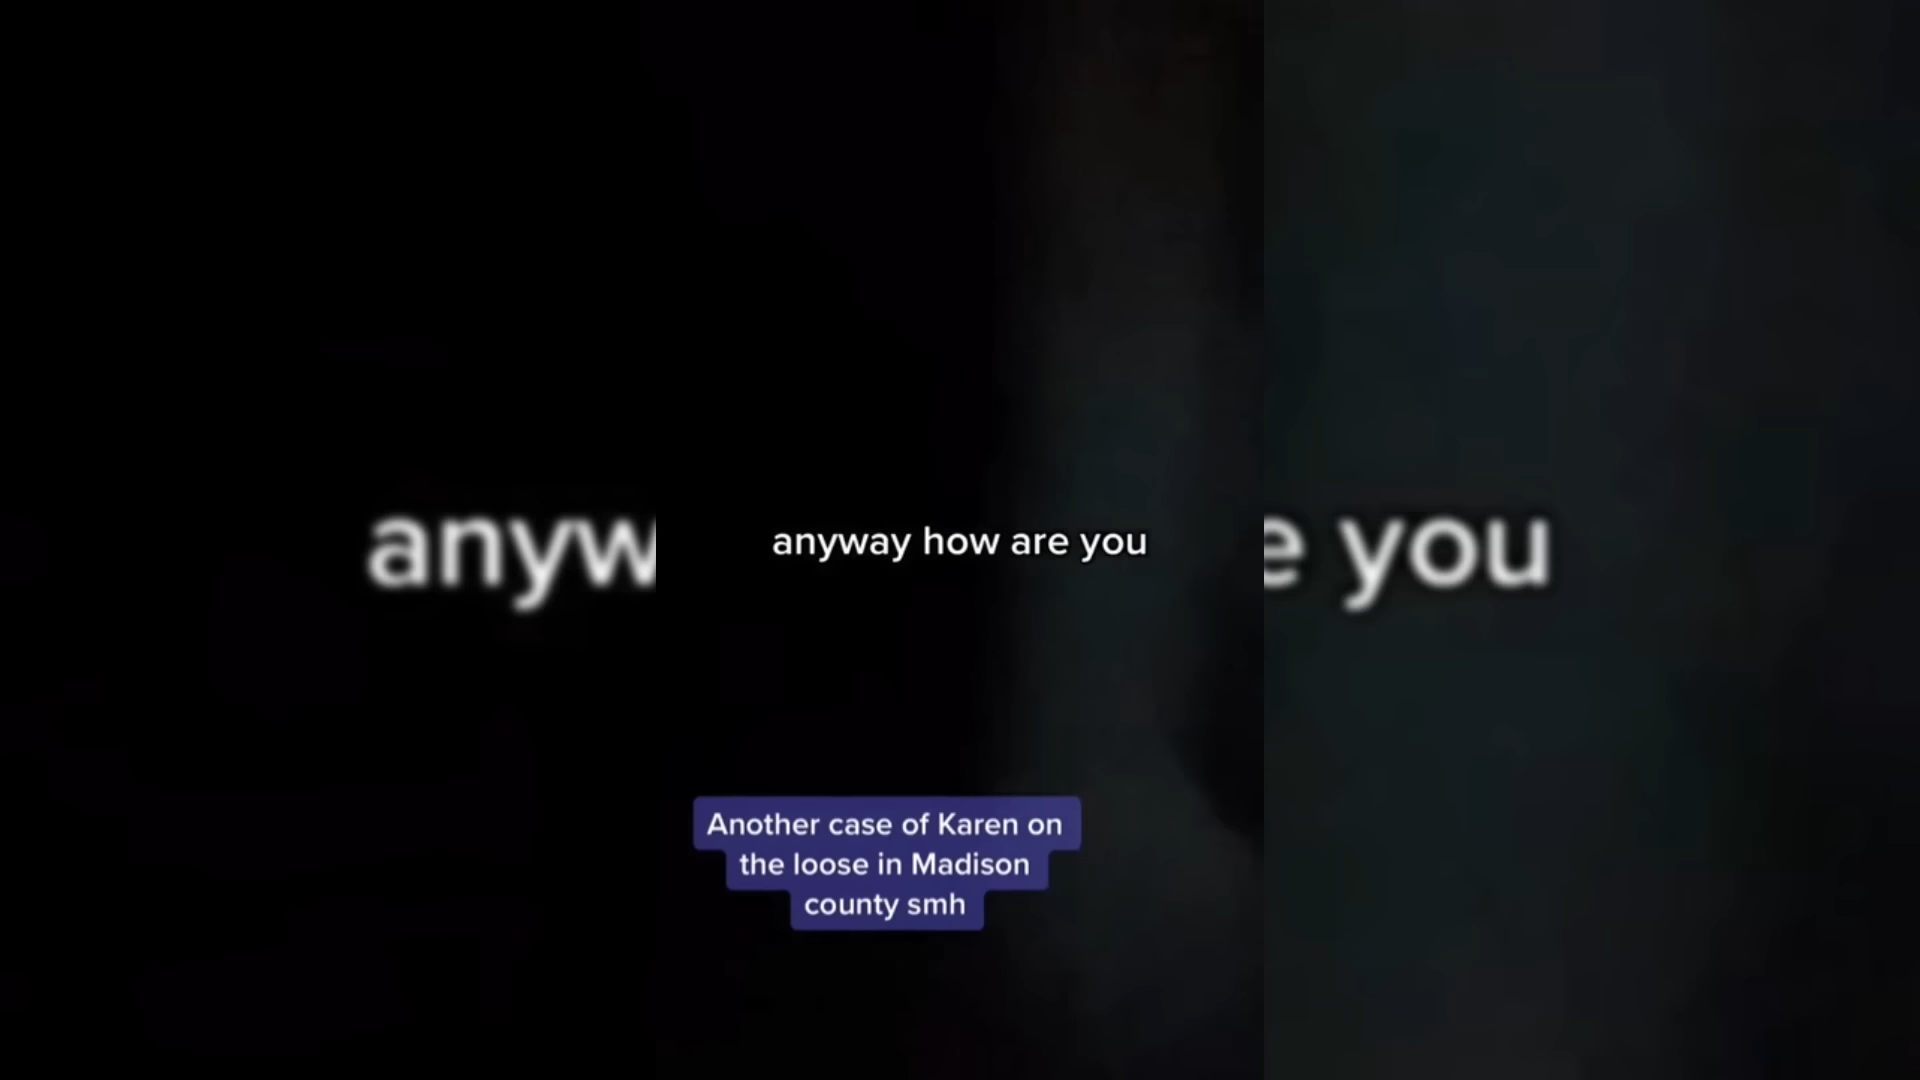 anyway how are you
Another case of Karen on
the loose in Madison
county smh